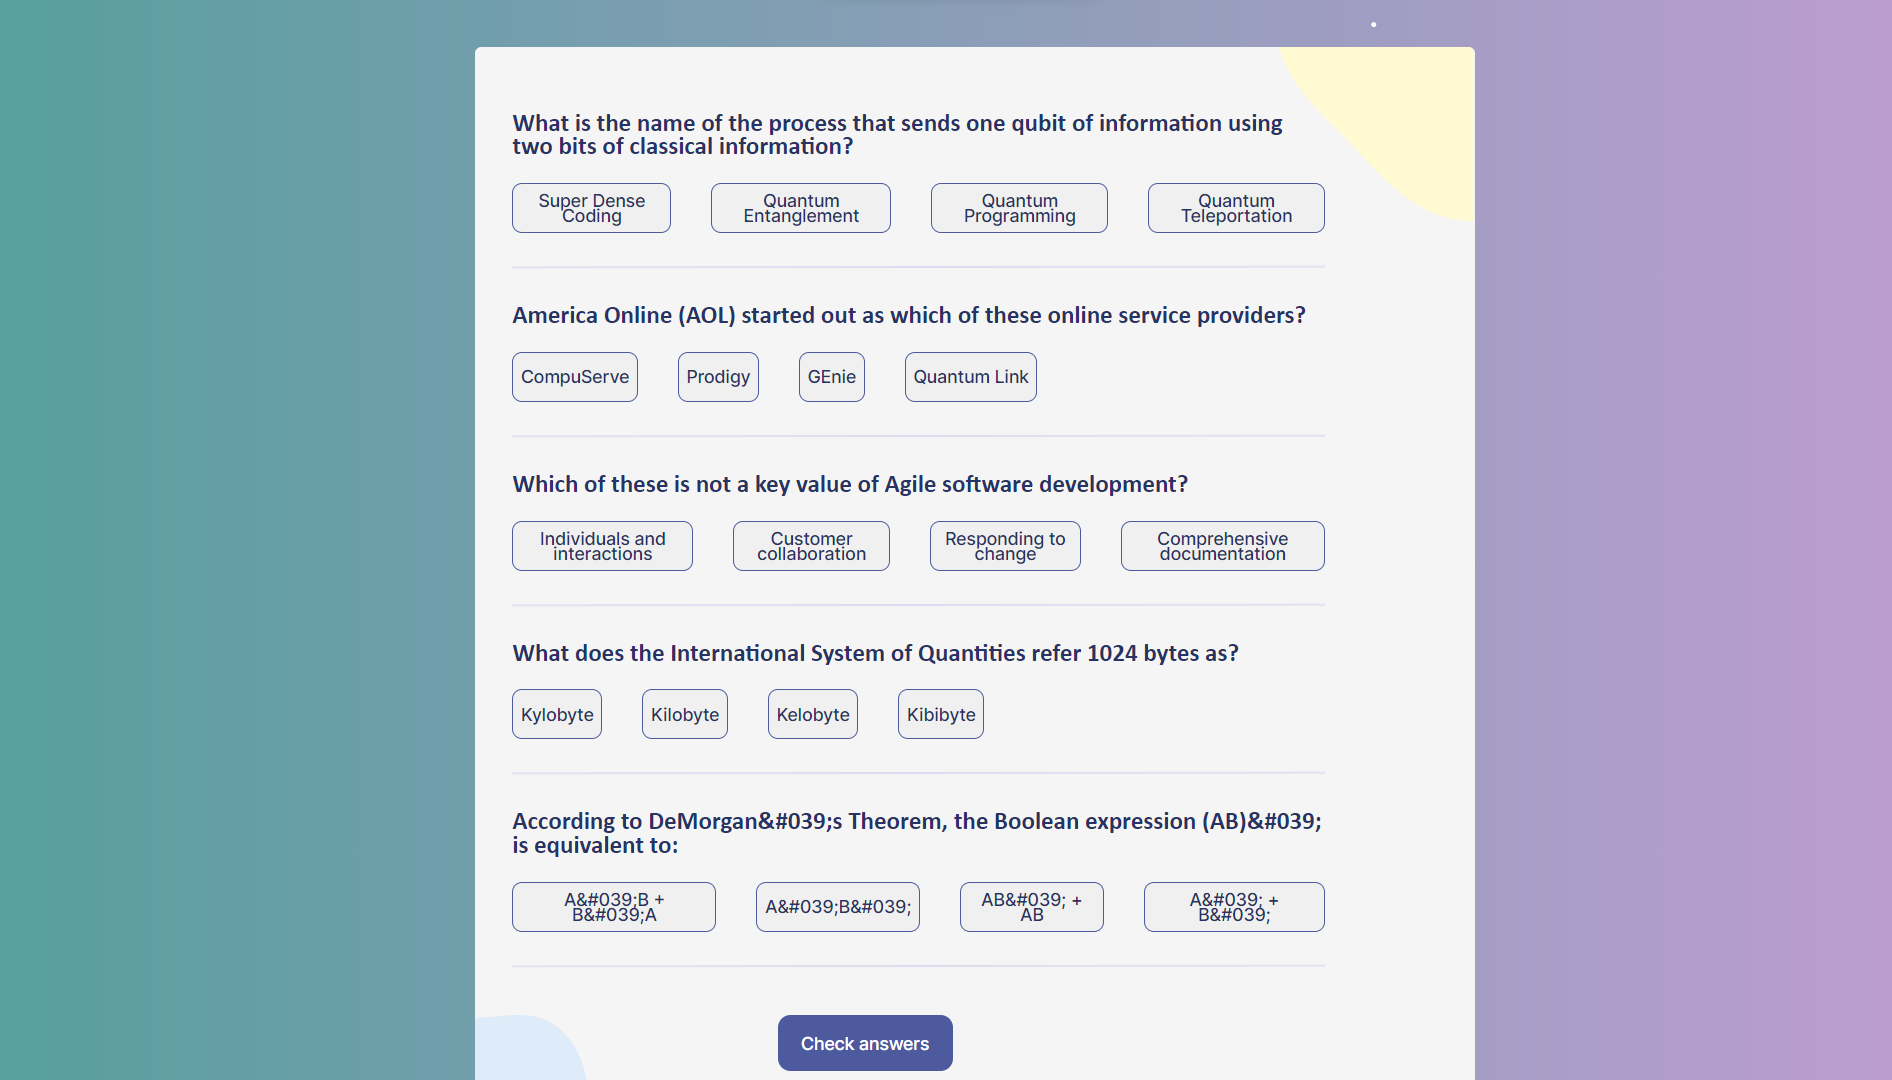 What is the name of the process that sends one qubit of information using
two bits of classical information?
Super Dense
Coding
Quantum
Entanglement
Quantum
Programming
Quantum
Teleportation
America Online (AOL) started out as which of these online service providers?
CompuServe
Prodigy
GEnie
Quantum Link
Which of these is not a key value of Agile software development?
Individuals and
interactions
Customer
collaboration
Responding to
change
Comprehensive
documentation
What does the International System of Quantities refer 1024 bytes as?
Kylobyte
Kilobyte
Kelobyte
Kibibyte
According to DeMorgan&#039;s Theorem, the Boolean expression (AB)&#039;
is equivalent to:
A&#039;B +
B&#039;A
A&#039;B&#039;
AB&#039; +
AB
A&#039; +
B&#039;
Check answers